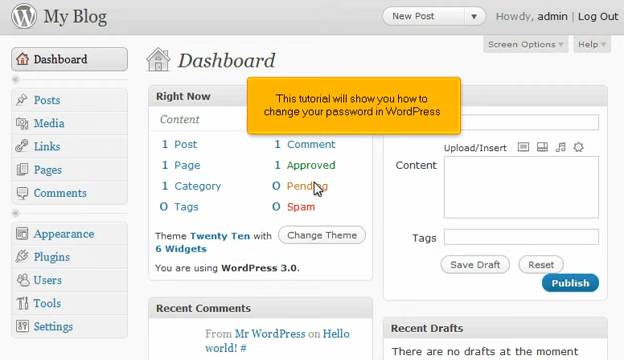 My Blog
New Post
Howdy, admin | Log Out
Screen Options
Help
Dashboard
Dashboard
This tutorial will show you how to
change your password in WordPress
Posts
Media
Links
Pages
Comments
Appearance
Plugins
Users
Tools
Settings
Right Now
Content
1 Post
1 Comment
1 Page
1 Approved
1 Category
0 Pending
0 Tags
0 Spam
Theme Twenty Ten with
6 Widgets
Change Theme
You are using WordPress 3.0.
Recent Comments
From Mr WordPress on Hello
world! #
Upload/Insert
Content
Tags
Save Draft
Reset
Publish
Recent Drafts
There are no drafts at the moment